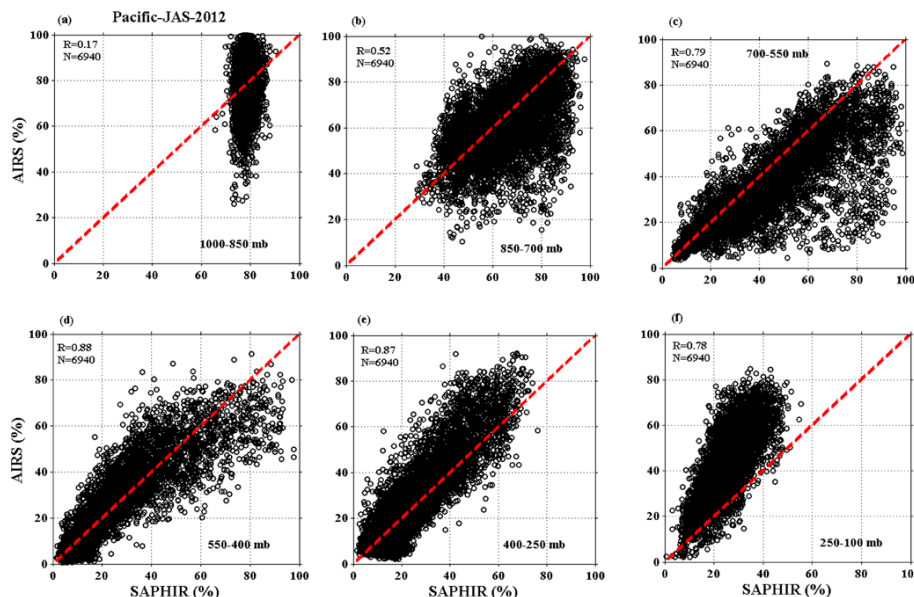 (a) Pacific-JAS-2012 (b) (c)
100 100 100
R=0.17 R=0.52 R=0.79 700-550 mb
N=6940 N=6940 N=6940
80 80 80
60 60 60
AIRS (%)
40 40 40
20 20 20
1000-850 mb 850-700 mb
0 0 0
0 20 40 60 80 100 0 20 40 60 80 100 0 20 40 60 80 100
(d) (e) (f)
100 100 100
R=0.88 R=0.87 R=0.78
N=6940 N=6940 N=6940
80 80 80
60 60 60
AIRS (%)
40 40 40
20 20 20
550-400 mb 400-250 mb 250-100 mb
0 0 0
0 20 40 60 80 100 0 20 40 60 80 100 0 20 40 60 80 100
SAPHIR (%) SAPHIR (%) SAPHIR (%)